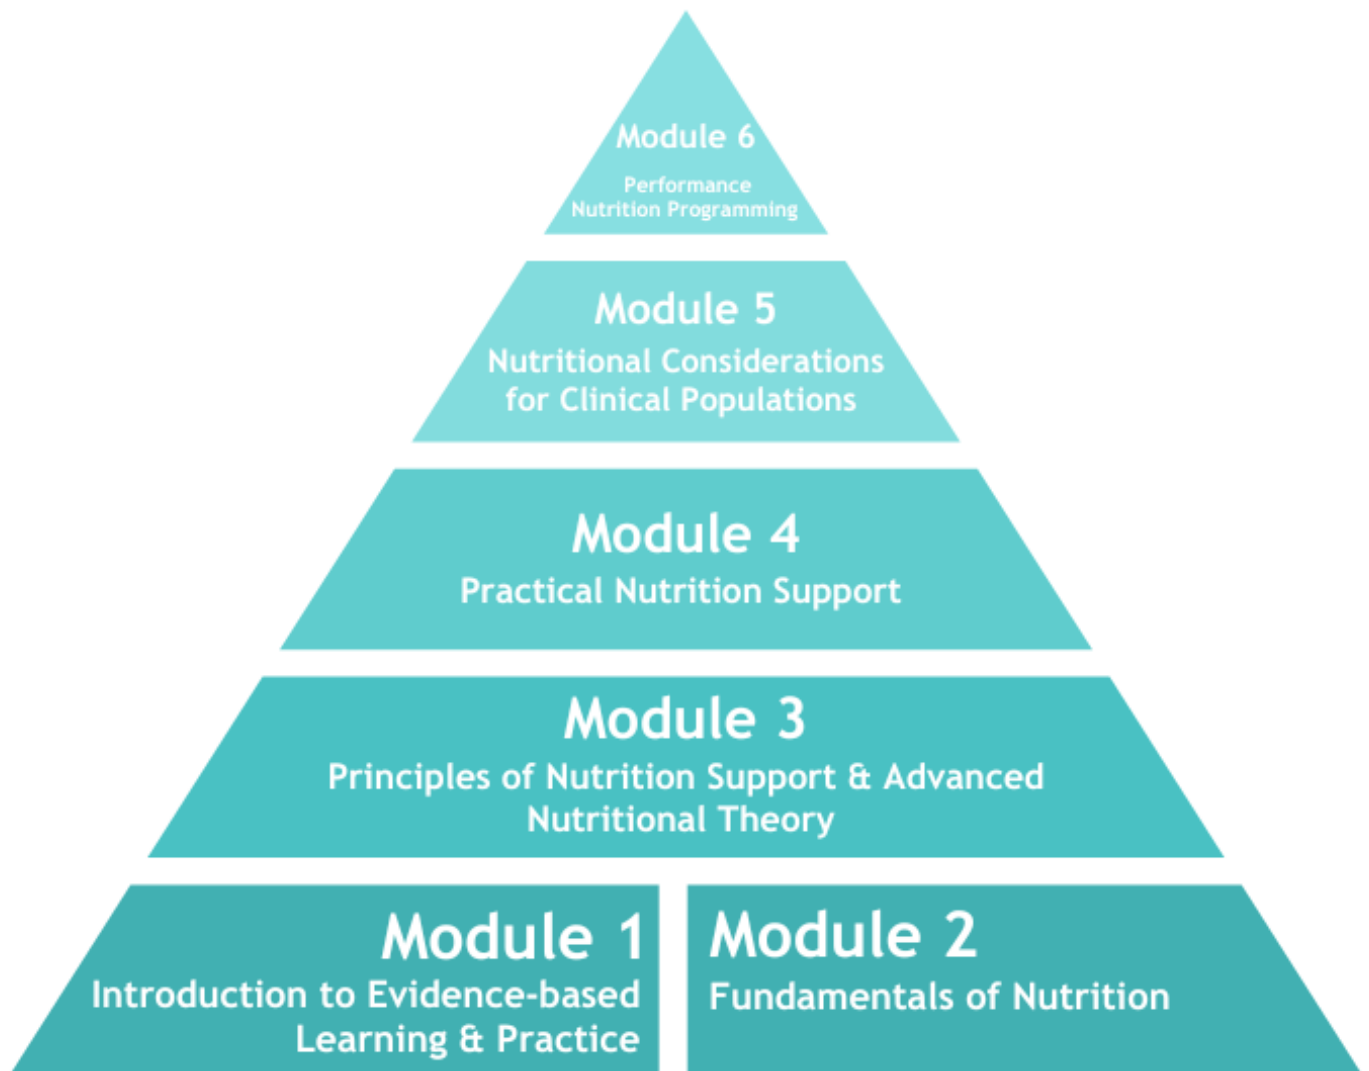 Module 6
Performance
Nutrition Programming
Module 5
Nutritional Considerations
for Clinical Populations
Module 4
Practical Nutrition Support
Module 3
Principles of Nutrition Support & Advanced
Nutritional Theory
Module 1
Introduction to Evidence-based
Learning & Practice
Module 2
Fundamentals of Nutrition